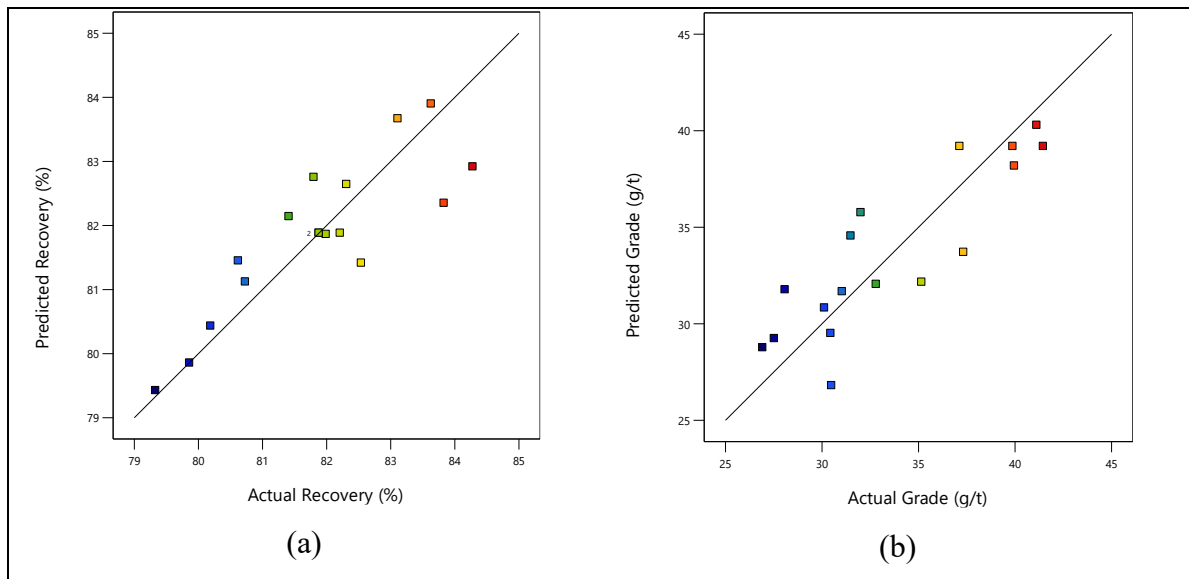 85
84
83
82
81
80
79
Predicted Recovery (%)
2
79 80 81 82 83 84 85
Actual Recovery (%)
(a)
45
40
35
30
25
Predicted Grade (g/t)
25 30 35 40 45
Actual Grade (g/t)
(b)